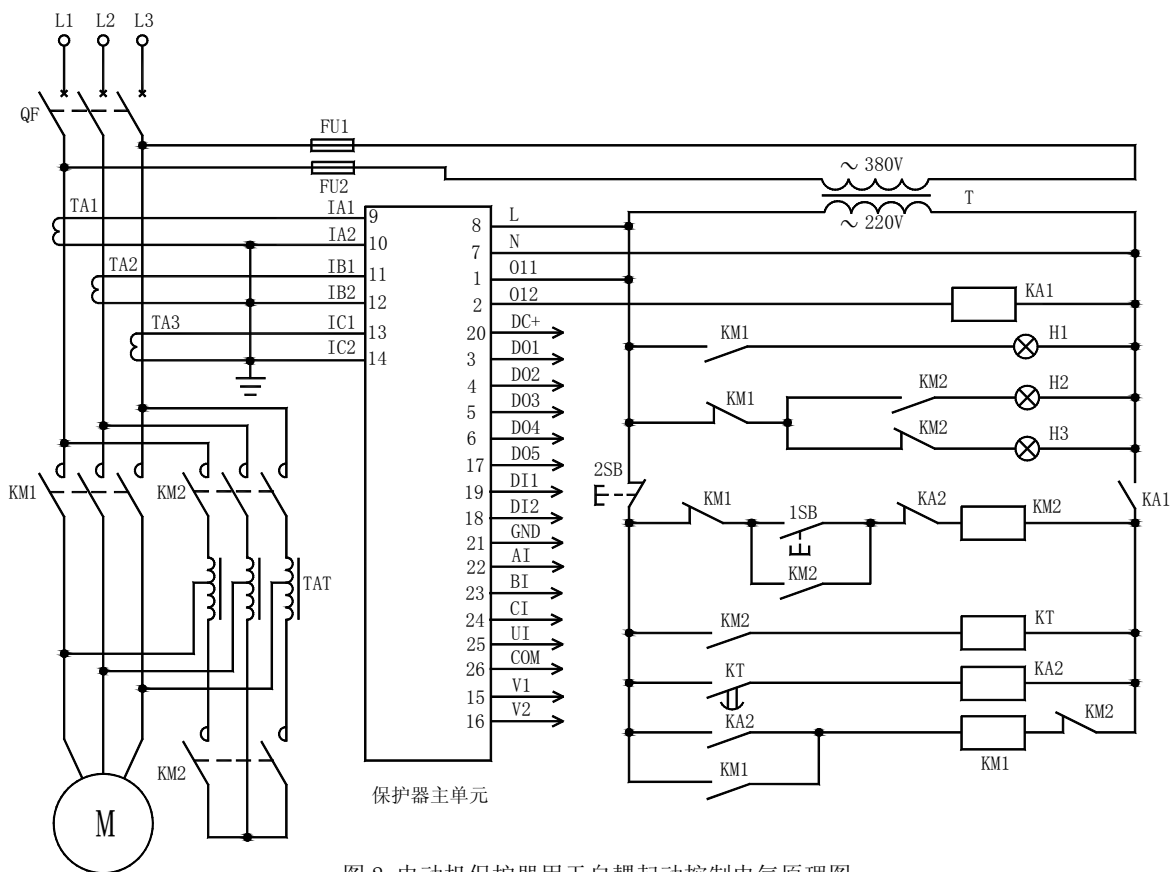 L1 L2 L3
QF
FU1
FU2
~ 380V
T
~ 220V
TA1
TA2
TA3
IA1 9
IA2 10
IB1 11
IB2 12
IC1 13
IC2 14
8 L
7 N
1 O11
2 O12
20 DC+
3 DO1
4 DO2
5 DO3
6 DO4
17 DO5
19 DI1
18 DI2
21 GND
22 AI
23 BI
24 CI
25 UI
26 COM
15 V1
16 V2
KA1
KM1 H1
KM1 KM2 H2
KM2 H3
2SB
KA1
KM1 1SB KA2 KM2
KM2
KM2 KT
KT KA2
KA2 KM1 KM2
KM1
KM1 KM2
TAT
KM2
M
保护器主单元
图 2 电动机保护器用于自耦起动控制电气原理图